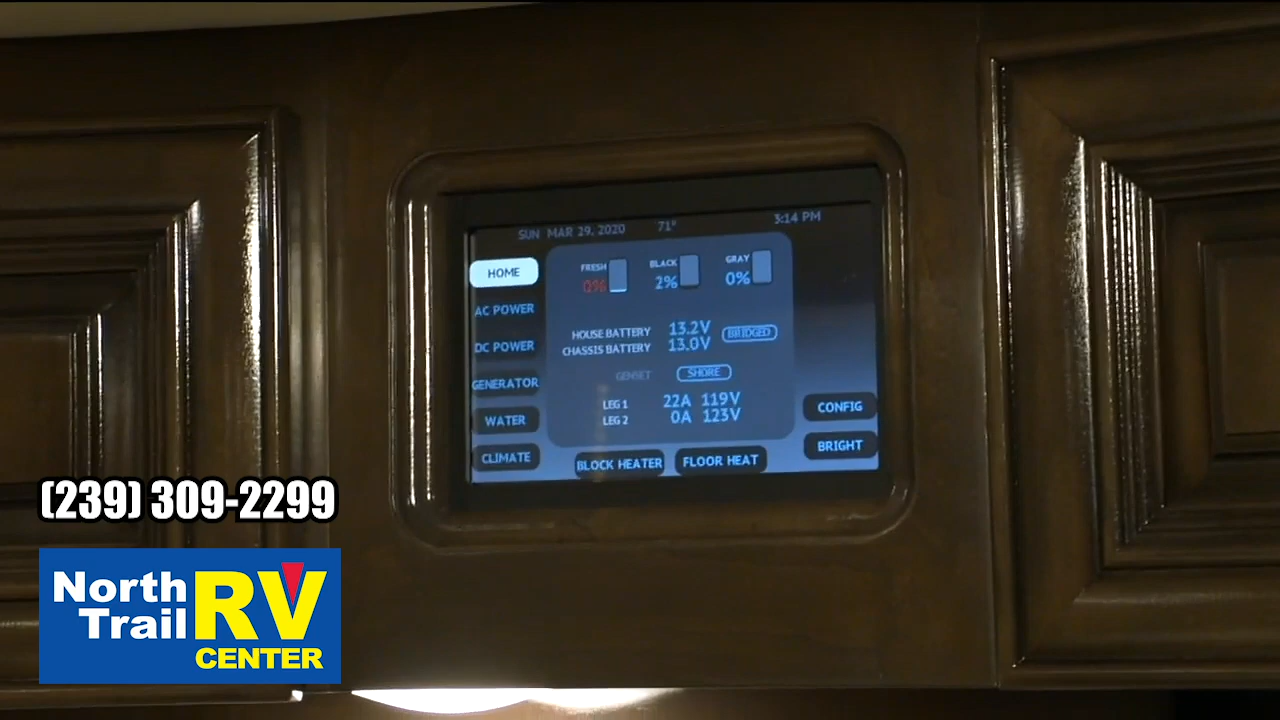 SUN MAR 29, 2020 71° 3:14 PM
HOME
FRESH 0% BLACK 2% GRAY 0%
AC POWER
HOUSE BATTERY 13.2V BRIDGED
CHASSIS BATTERY 13.0V
DC POWER
GENSET SHORE
GENERATOR
LEG 1 22A 119V
LEG 2 0A 123V
CONFIG
WATER
BRIGHT
CLIMATE
BLOCK HEATER FLOOR HEAT
(239) 309-2299
North
Trail
RV
CENTER